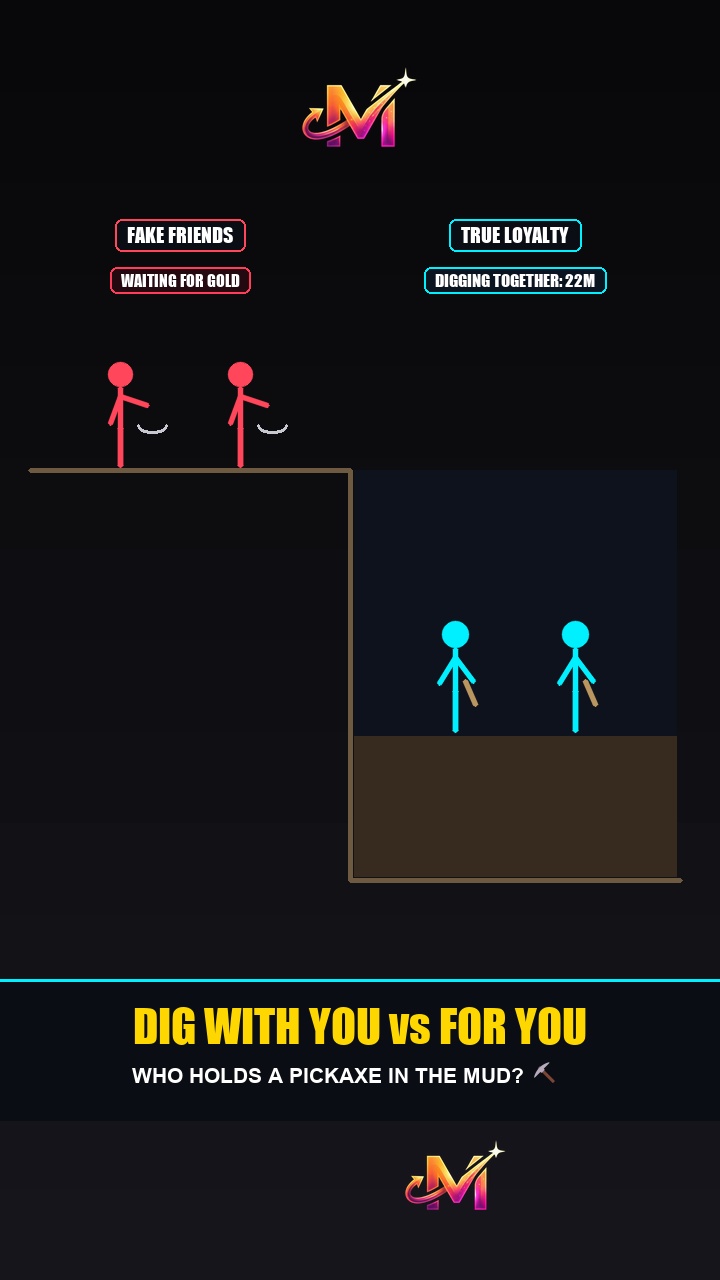 M
FAKE FRIENDS
TRUE LOYALTY
WAITING FOR GOLD
DIGGING TOGETHER: 22M
DIG WITH YOU vs FOR YOU
WHO HOLDS A PICKAXE IN THE MUD? ⛏
M